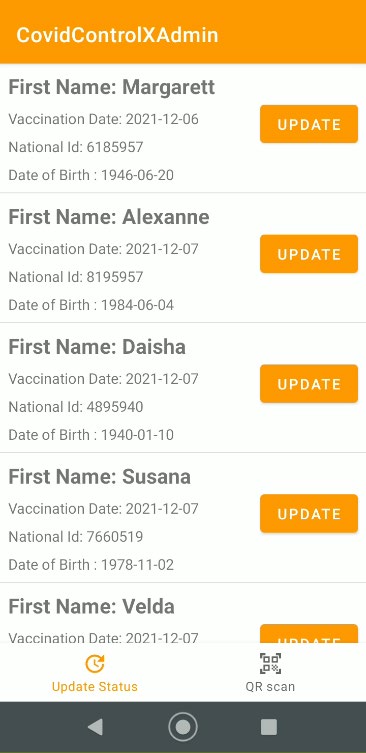 CovidControlXAdmin
First Name: Margarett
Vaccination Date: 2021-12-06
National Id: 6185957
Date of Birth : 1946-06-20
UPDATE
First Name: Alexanne
Vaccination Date: 2021-12-07
National Id: 8195957
Date of Birth : 1984-06-04
UPDATE
First Name: Daisha
Vaccination Date: 2021-12-07
National Id: 4895940
Date of Birth : 1940-01-10
UPDATE
First Name: Susana
Vaccination Date: 2021-12-07
National Id: 7660519
Date of Birth : 1978-11-02
UPDATE
First Name: Velda
Vaccination Date: 2021-12-07
UPDATE
Update Status
QR scan